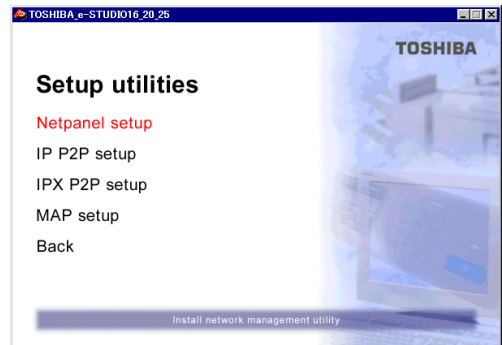 TOSHIBA_e-STUDIO16_20_25
TOSHIBA
Setup utilities
Netpanel setup
IP P2P setup
IPX P2P setup
MAP setup
Back
Install network management utility